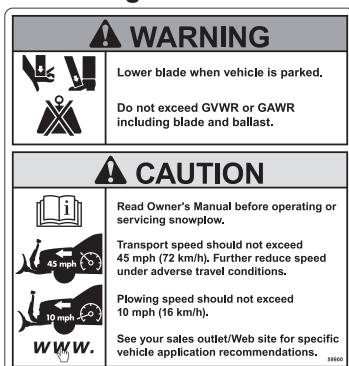 WARNING
Lower blade when vehicle is parked.
Do not exceed GVWR or GAWR
including blade and ballast.
CAUTION
Read Owner's Manual before operating or
servicing snowplow.
Transport speed should not exceed
45 mph (72 km/h). Further reduce speed
under adverse travel conditions.
45 mph
Plowing speed should not exceed
10 mph (16 km/h).
10 mph
See your sales outlet/Web site for specific
vehicle application recommendations.
www.
59900